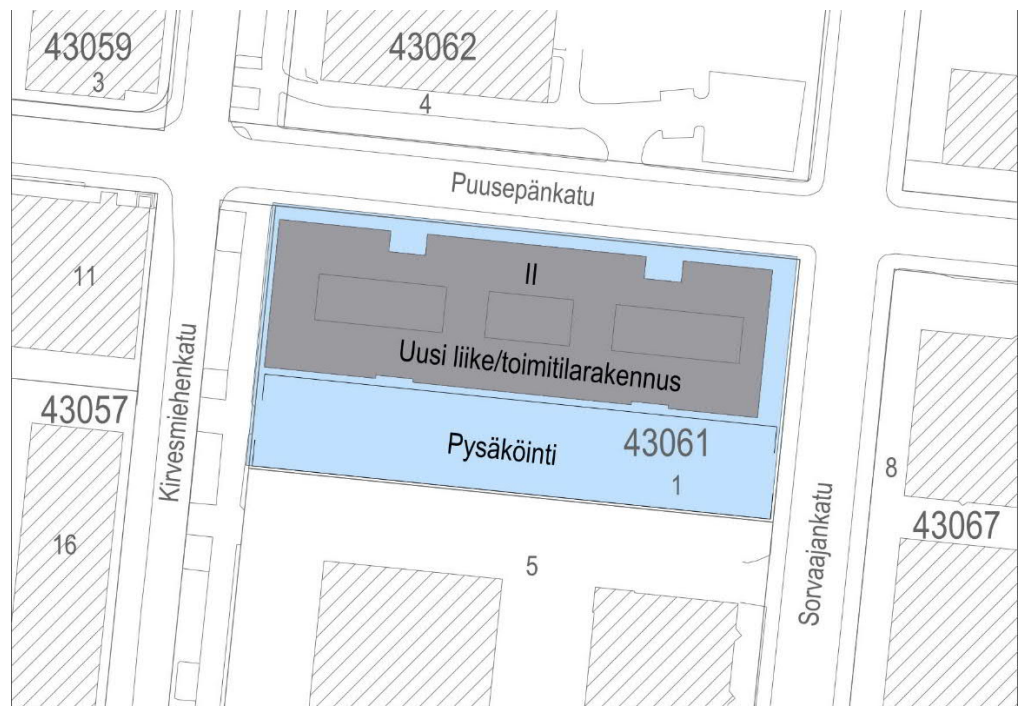 43059
3
43062
4
Puusepänkatu
11
II
Uusi liike/toimitilarakennus
43057
Kirvesmiehenkatu
Pysäköinti
43061
1
8
43067
16
5
Sorvaajankatu